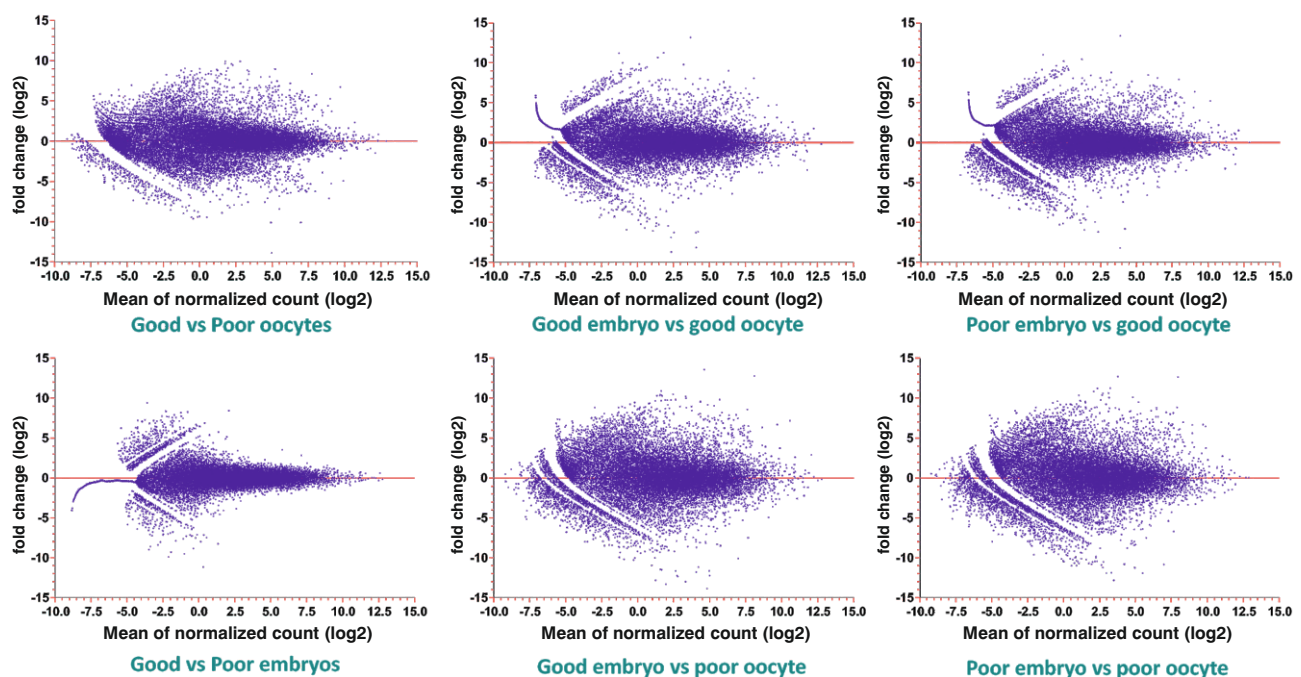 15
10
5
0
-5
-10
-15
fold change (log2)
-10.0 -7.5 -5.0 -2.5 0.0 2.5 5.0 7.5 10.0 12.5 15.0
Mean of normalized count (log2)
Good vs Poor oocytes
15
10
5
0
-5
-10
-15
fold change (log2)
-10.0 -7.5 -5.0 -2.5 0.0 2.5 5.0 7.5 10.0 12.5 15.0
Mean of normalized count (log2)
Good embryo vs good oocyte
15
10
5
0
-5
-10
-15
fold change (log2)
-10.0 -7.5 -5.0 -2.5 0.0 2.5 5.0 7.5 10.0 12.5 15.0
Mean of normalized count (log2)
Poor embryo vs good oocyte
15
10
5
0
-5
-10
-15
fold change (log2)
-10.0 -7.5 -5.0 -2.5 0.0 2.5 5.0 7.5 10.0 12.5 15.0
Mean of normalized count (log2)
Good vs Poor embryos
15
10
5
0
-5
-10
-15
fold change (log2)
-10.0 -7.5 -5.0 -2.5 0.0 2.5 5.0 7.5 10.0 12.5 15.0
Mean of normalized count (log2)
Good embryo vs poor oocyte
15
10
5
0
-5
-10
-15
fold change (log2)
-10.0 -7.5 -5.0 -2.5 0.0 2.5 5.0 7.5 10.0 12.5 15.0
Mean of normalized count (log2)
Poor embryo vs poor oocyte